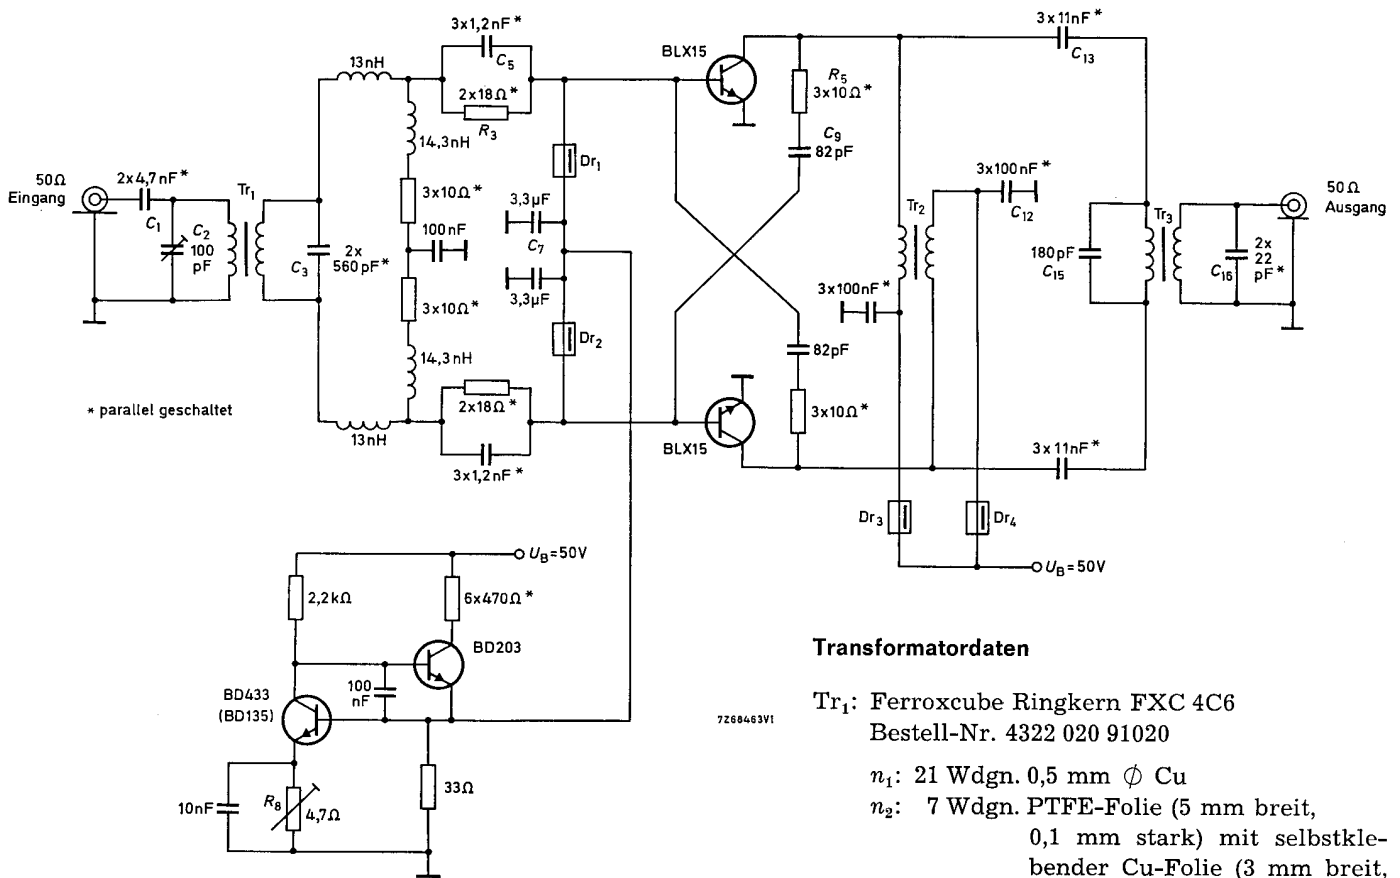 3x11nF*
C13
3x1,2nF*
C5
BLX15
13nH
2x18Ω*
R3
R5
3x10Ω*
C9
82pF
14,3nH
Dr1
50Ω
Eingang
2x4,7nF*
C1
C2
100
pF
Tr1
3x10Ω*
3,3µF
C7
100nF
C3
2x
560pF*
3x10Ω*
3,3µF
Dr2
14,3nH
3x100nF*
C12
Tr2
3x100nF*
180pF
C15
Tr3
C16
2x
22
pF*
50Ω
Ausgang
82pF
3x10Ω*
* parallel geschaltet
13nH
2x18Ω*
3x1,2nF*
BLX15
3x11nF*
Dr3
Dr4
UB=50V
UB=50V
2,2kΩ
6x470Ω*
BD203
100
nF
BD433
(BD135)
10nF
R8
4,7Ω
33Ω
7Z68463V1
Transformatordaten
Tr1: Ferroxcube Ringkern FXC 4C6
Bestell-Nr. 4322 020 91020
n1: 21 Wdgn. 0,5 mm ∅ Cu
n2: 7 Wdgn. PTFE-Folie (5 mm breit,
0,1 mm stark) mit selbstkle-
bender Cu-Folie (3 mm breit,